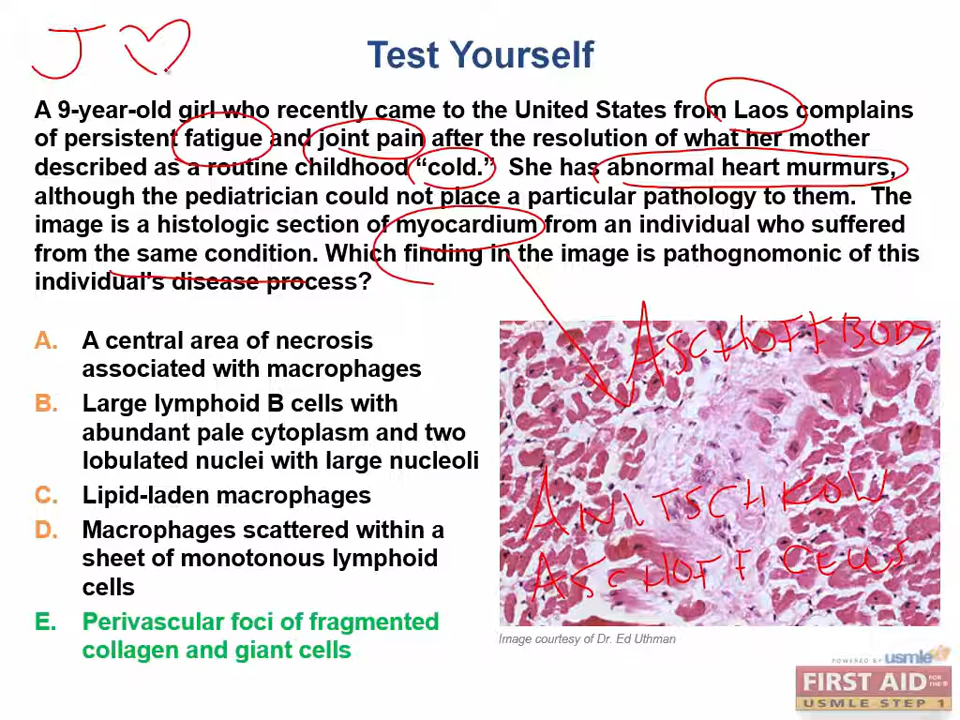 J
Test Yourself
A 9-year-old girl who recently came to the United States from Laos complains
of persistent fatigue and joint pain after the resolution of what her mother
described as a routine childhood “cold.”  She has abnormal heart murmurs,
although the pediatrician could not place a particular pathology to them.  The
image is a histologic section of myocardium from an individual who suffered
from the same condition. Which finding in the image is pathognomonic of this
individual's disease process?
A. A central area of necrosis
associated with macrophages
B. Large lymphoid B cells with
abundant pale cytoplasm and two
lobulated nuclei with large nucleoli
C. Lipid-laden macrophages
D. Macrophages scattered within a
sheet of monotonous lymphoid
cells
E. Perivascular foci of fragmented
collagen and giant cells
ASCHOFF BODY
ANITSCHKOW
ASCHOFF CELLS
Image courtesy of Dr. Ed Uthman
POWERED BY usmle
FIRST AID FOR THE
USMLE STEP 1